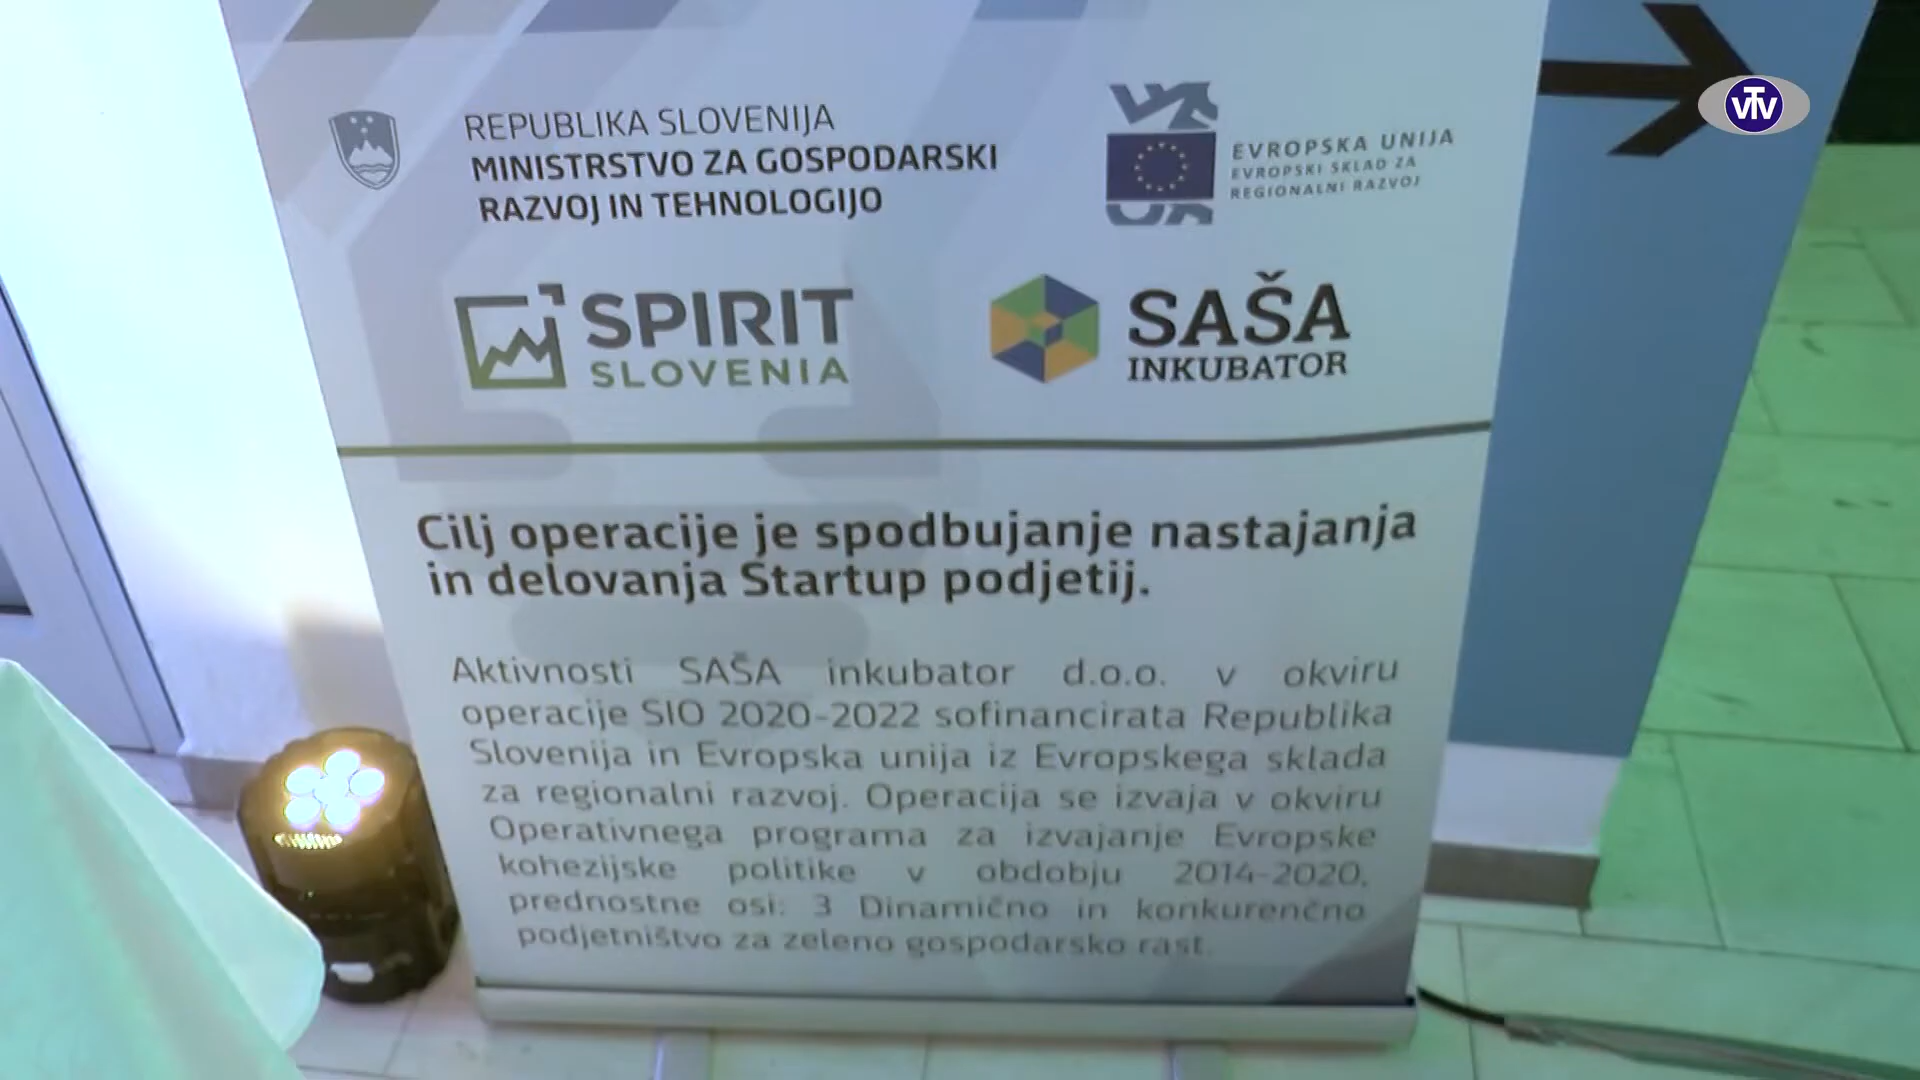 VTV
REPUBLIKA SLOVENIJA
MINISTRSTVO ZA GOSPODARSKI
RAZVOJ IN TEHNOLOGIJO
EVROPSKA UNIJA
EVROPSKI SKLAD ZA
REGIONALNI RAZVOJ
SPIRIT
SLOVENIA
SAŠA
INKUBATOR
Cilj operacije je spodbujanje nastajanja
in delovanja Startup podjetij.
Aktivnosti SAŠA inkubator d.o.o. v okviru
operacije SIO 2020-2022 sofinancirata Republika
Slovenija in Evropska unija iz Evropskega sklada
za regionalni razvoj. Operacija se izvaja v okviru
Operativnega programa za izvajanje Evropske
kohezijske politike v obdobju 2014-2020,
prednostne osi: 3 Dinamično in konkurenčno
podjetništvo za zeleno gospodarsko rast.